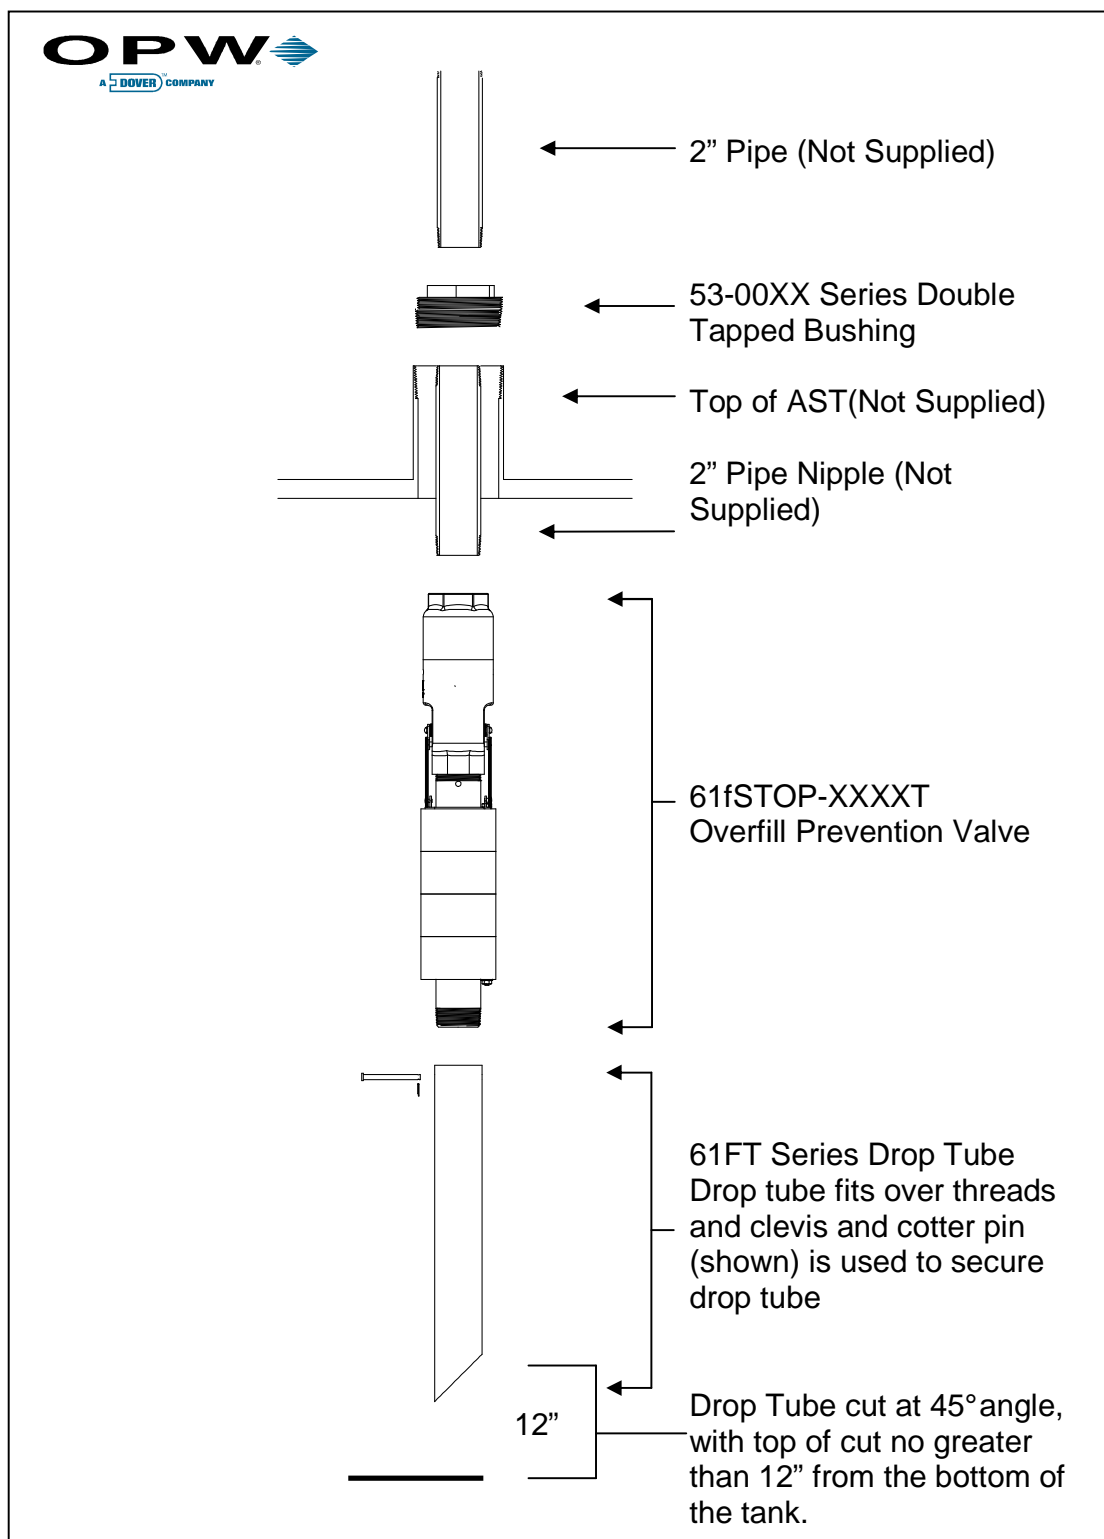 OPW
A DOVER™ COMPANY
2” Pipe (Not Supplied)
53-00XX Series Double
Tapped Bushing
Top of AST(Not Supplied)
2” Pipe Nipple (Not
Supplied)
61fSTOP-XXXXT
Overfill Prevention Valve
61FT Series Drop Tube
Drop tube fits over threads
and clevis and cotter pin
(shown) is used to secure
drop tube
12”
Drop Tube cut at 45° angle,
with top of cut no greater
than 12” from the bottom of
the tank.